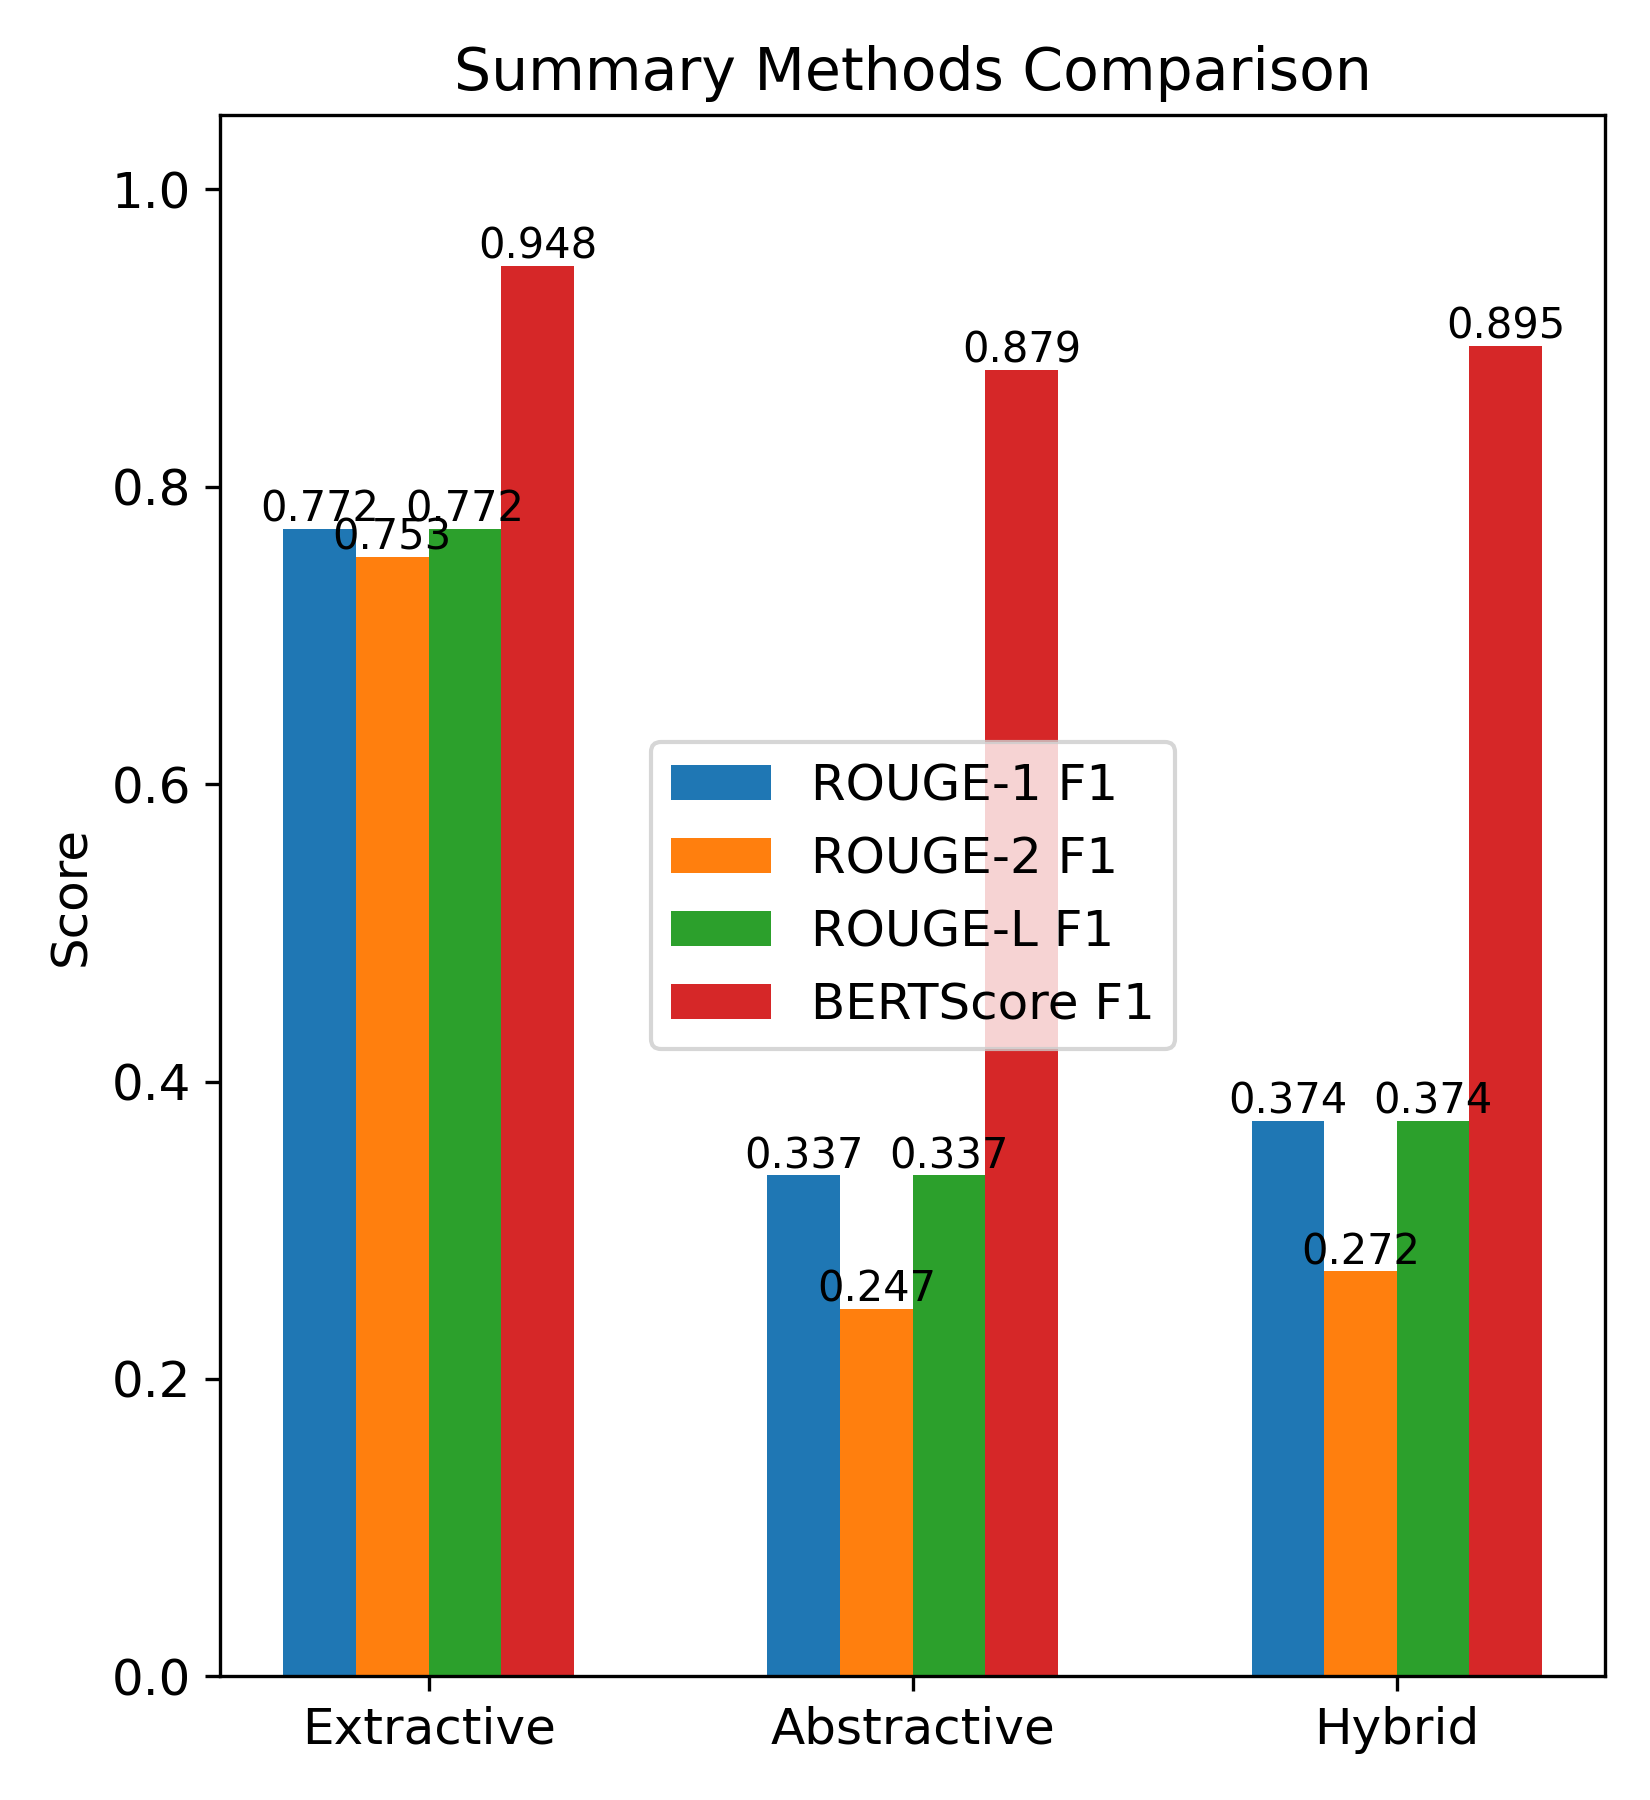 Summary Methods Comparison
1.0
0.8
0.6
0.4
0.2
0.0
Score
0.772
0.753
0.772
0.948
0.337
0.247
0.337
0.879
0.374
0.272
0.374
0.895
ROUGE-1 F1
ROUGE-2 F1
ROUGE-L F1
BERTScore F1
Extractive
Abstractive
Hybrid